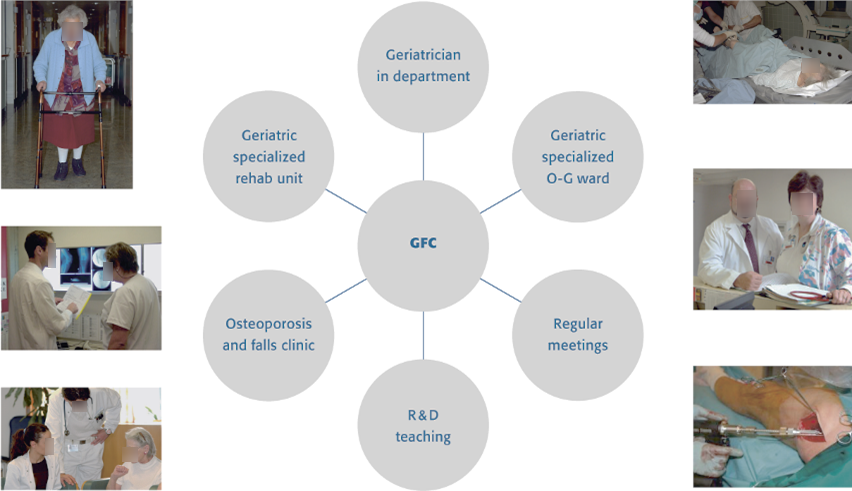 Geriatrician
in department
Geriatric
specialized
rehab unit
Geriatric
specialized
O-G ward
GFC
Osteoporosis
and falls clinic
Regular
meetings
R&D
teaching